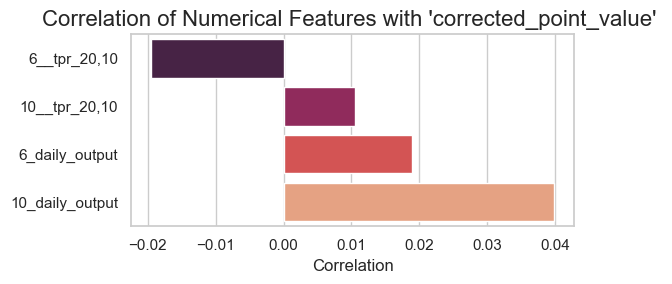 Correlation of Numerical Features with 'corrected_point_value'
6__tpr_20,10
10__tpr_20,10
6_daily_output
10_daily_output
−0.02 −0.01 0.00 0.01 0.02 0.03 0.04
Correlation